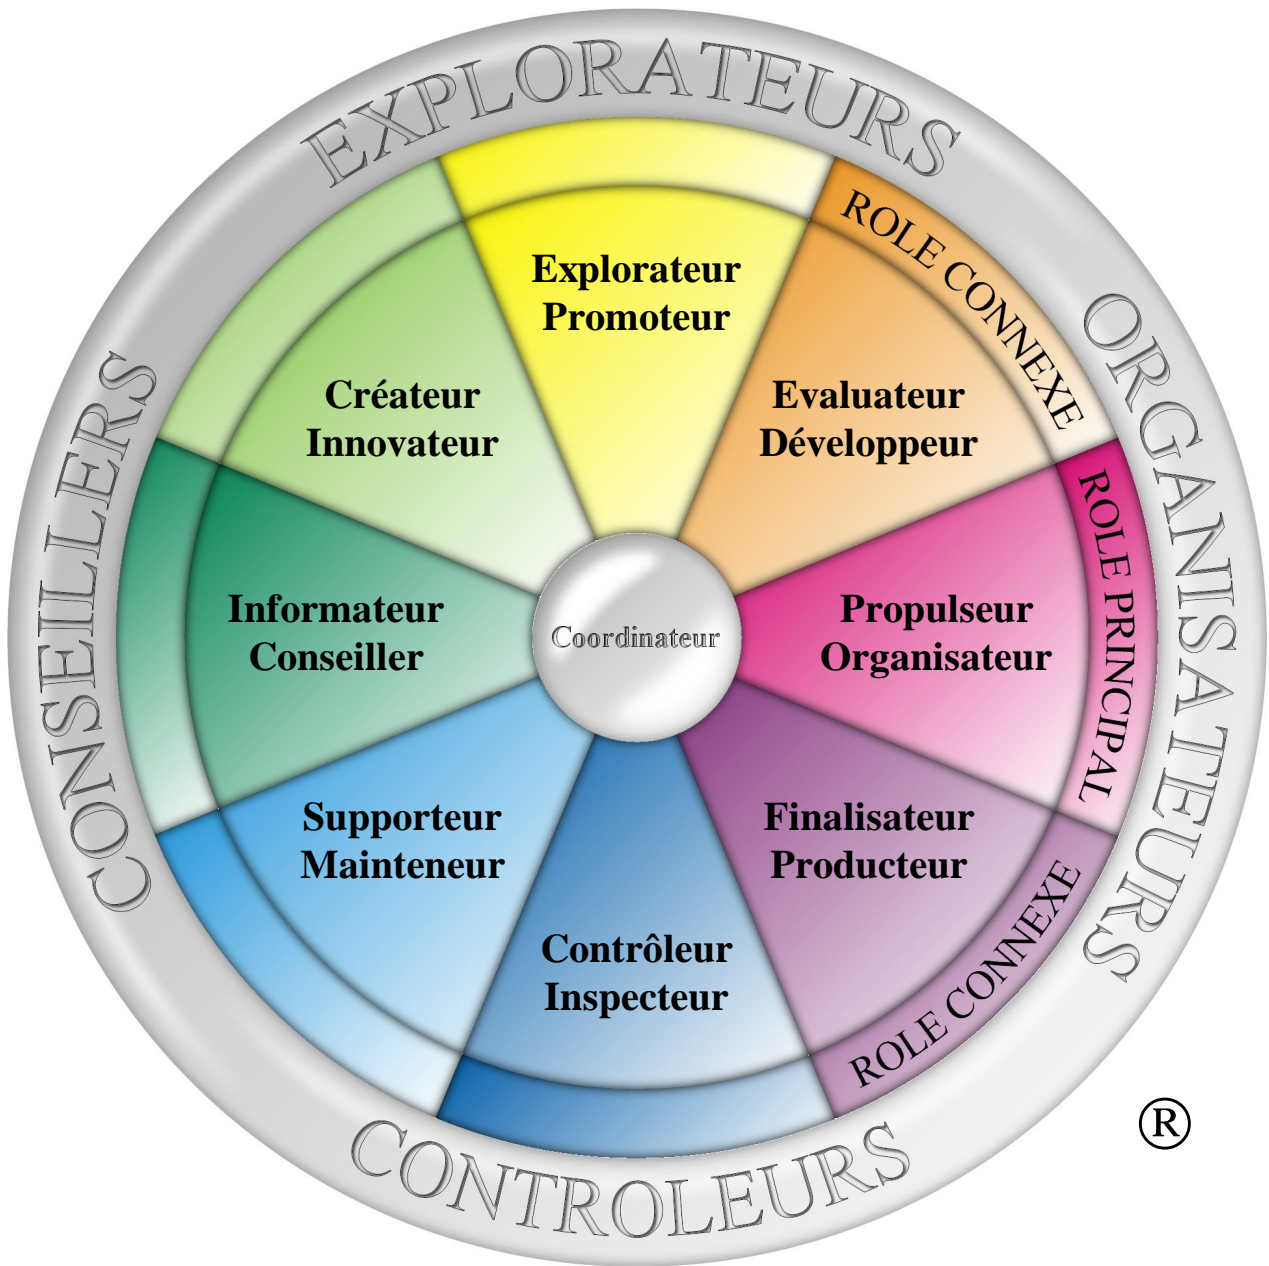 EXPLORATEURS
ORGANISATEURS
CONTROLEURS
CONSEILLERS
Explorateur
Promoteur
ROLE CONNEXE
Evaluateur
Développeur
ROLE PRINCIPAL
Propulseur
Organisateur
ROLE CONNEXE
Finalisateur
Producteur
Contrôleur
Inspecteur
Supporteur
Mainteneur
Informateur
Conseiller
Créateur
Innovateur
Coordinateur
®